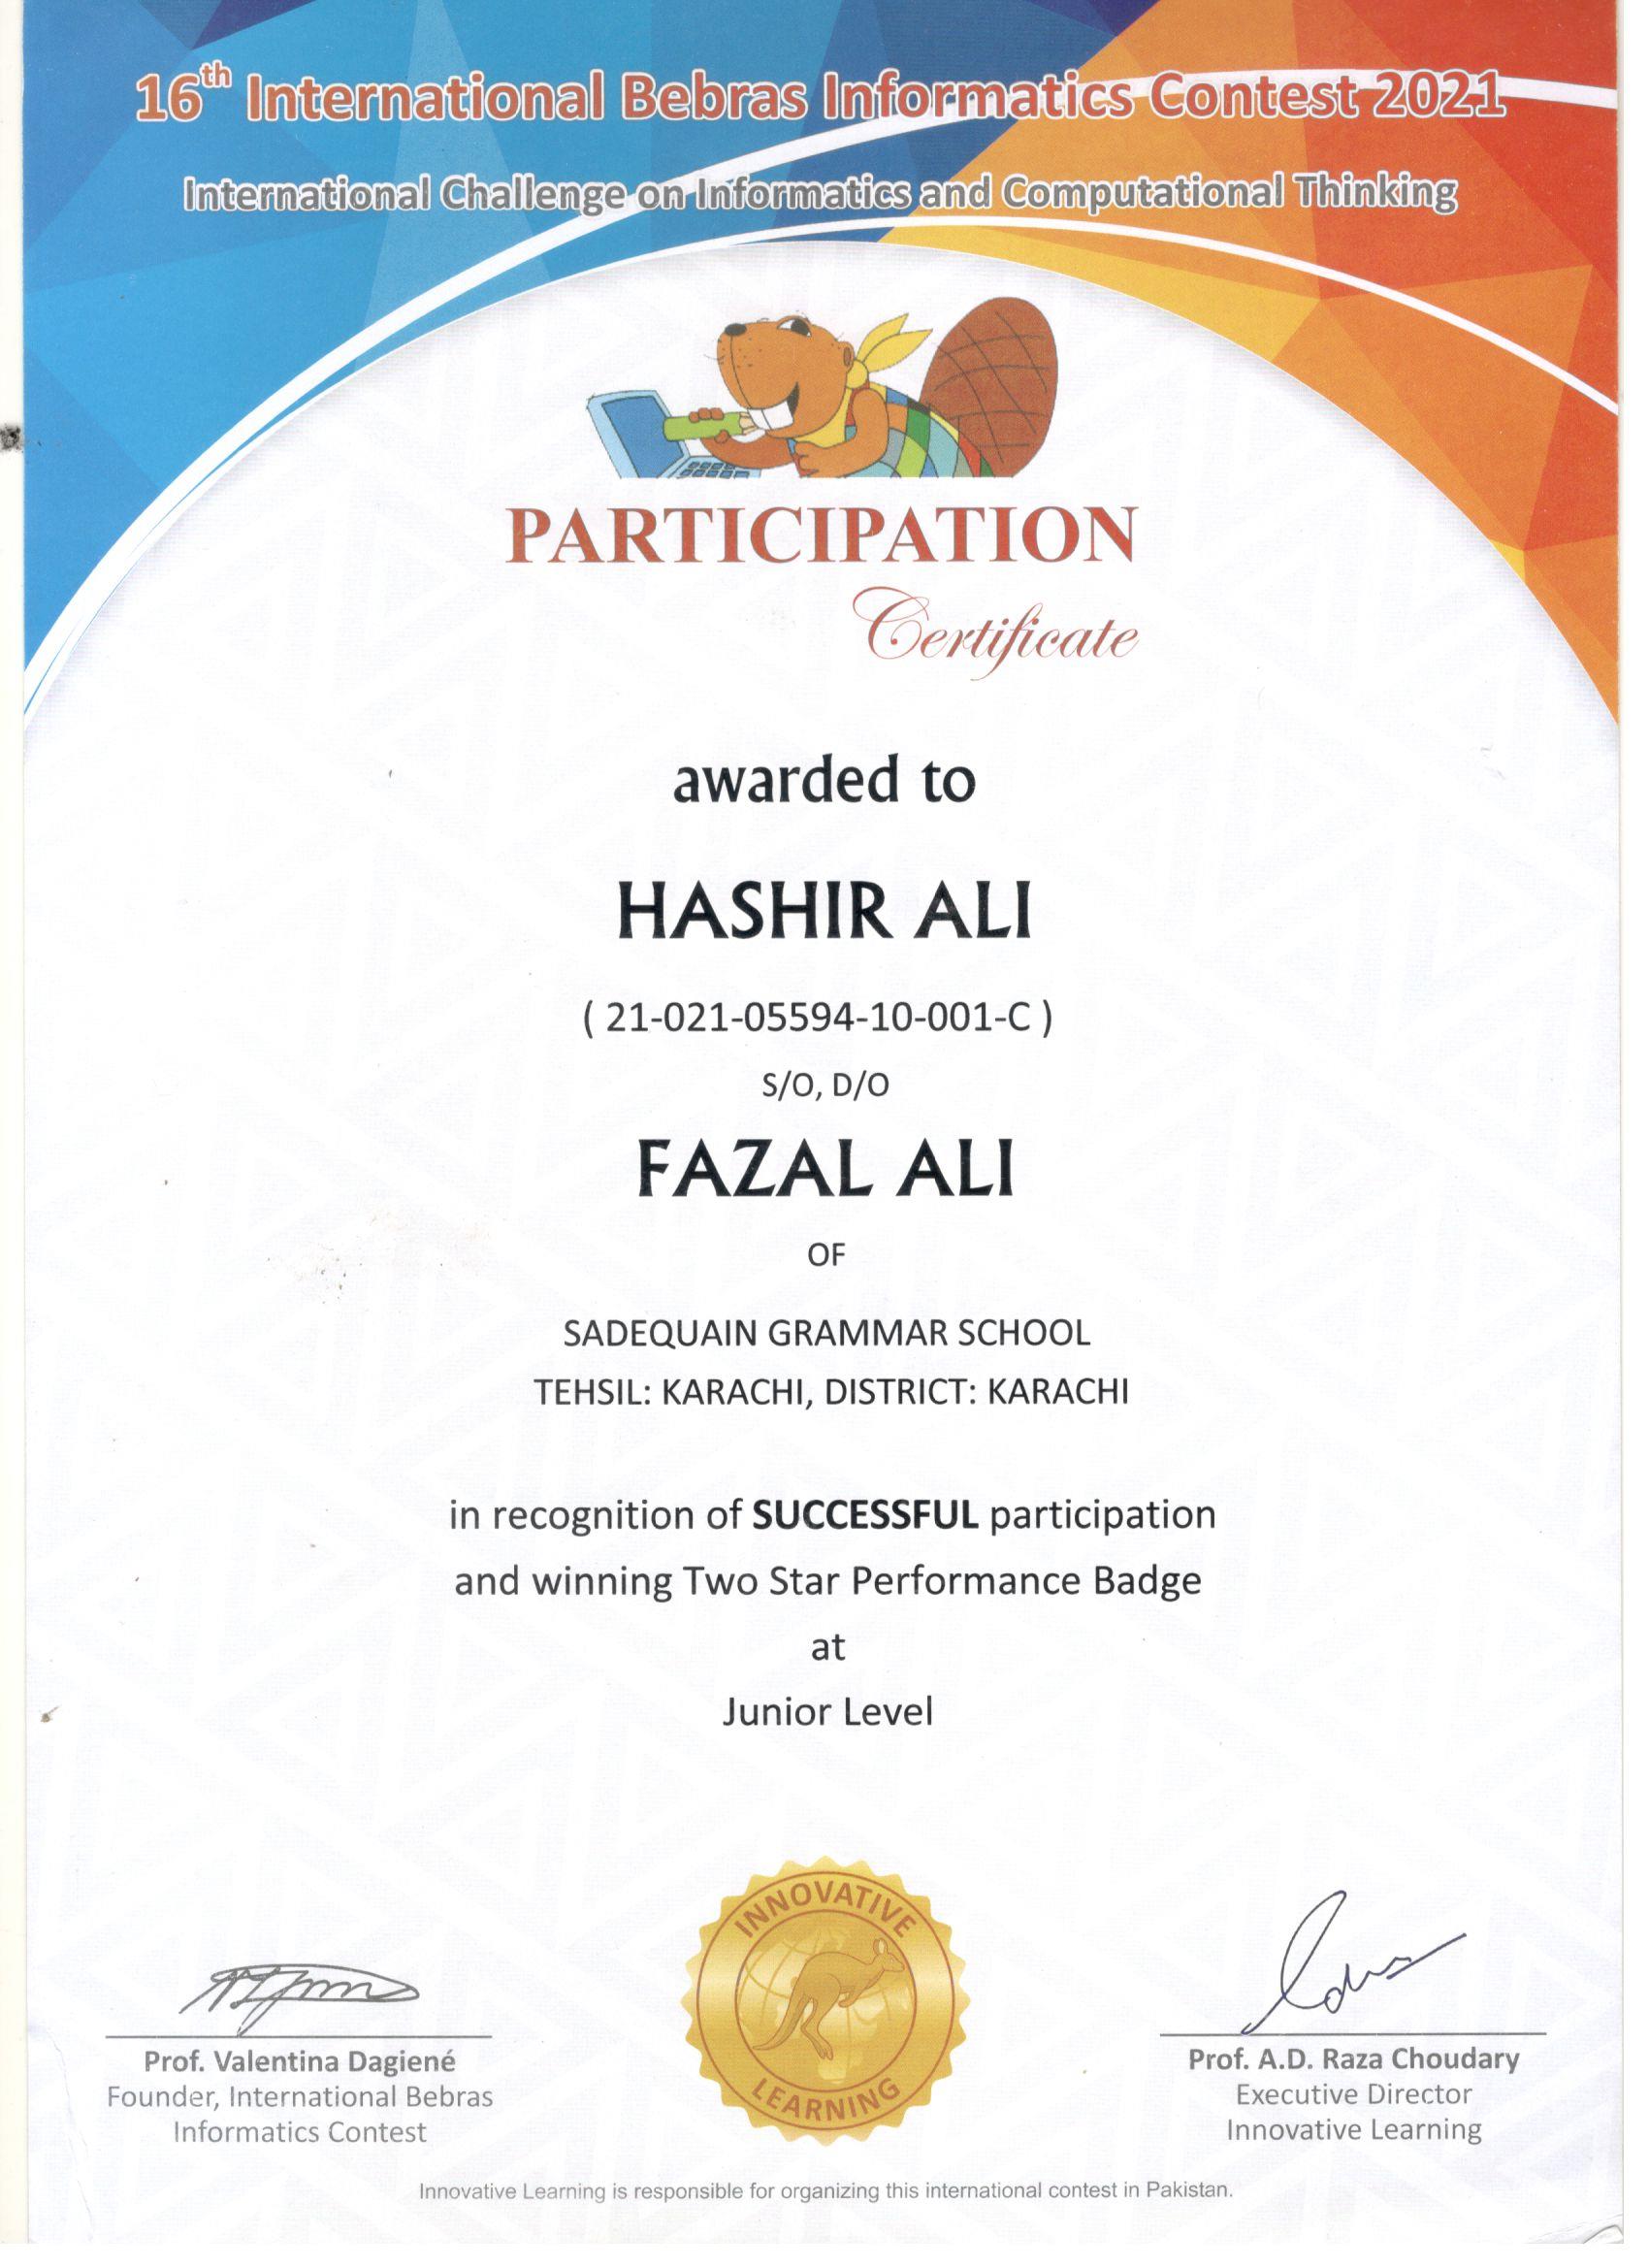 16th International Bebras Informatics Contest 2021
International Challenge on Informatics and Computational Thinking
PARTICIPATION
Certificate
awarded to
HASHIR ALI
( 21-021-05594-10-001-C )
S/O, D/O
FAZAL ALI
OF
SADEQUAIN GRAMMAR SCHOOL
TEHSIL: KARACHI, DISTRICT: KARACHI
in recognition of SUCCESSFUL participation
and winning Two Star Performance Badge
at
Junior Level
INNOVATIVE
LEARNING
Prof. Valentina Dagiené
Founder, International Bebras
Informatics Contest
Prof. A.D. Raza Choudary
Executive Director
Innovative Learning
Innovative Learning is responsible for organizing this international contest in Pakistan.